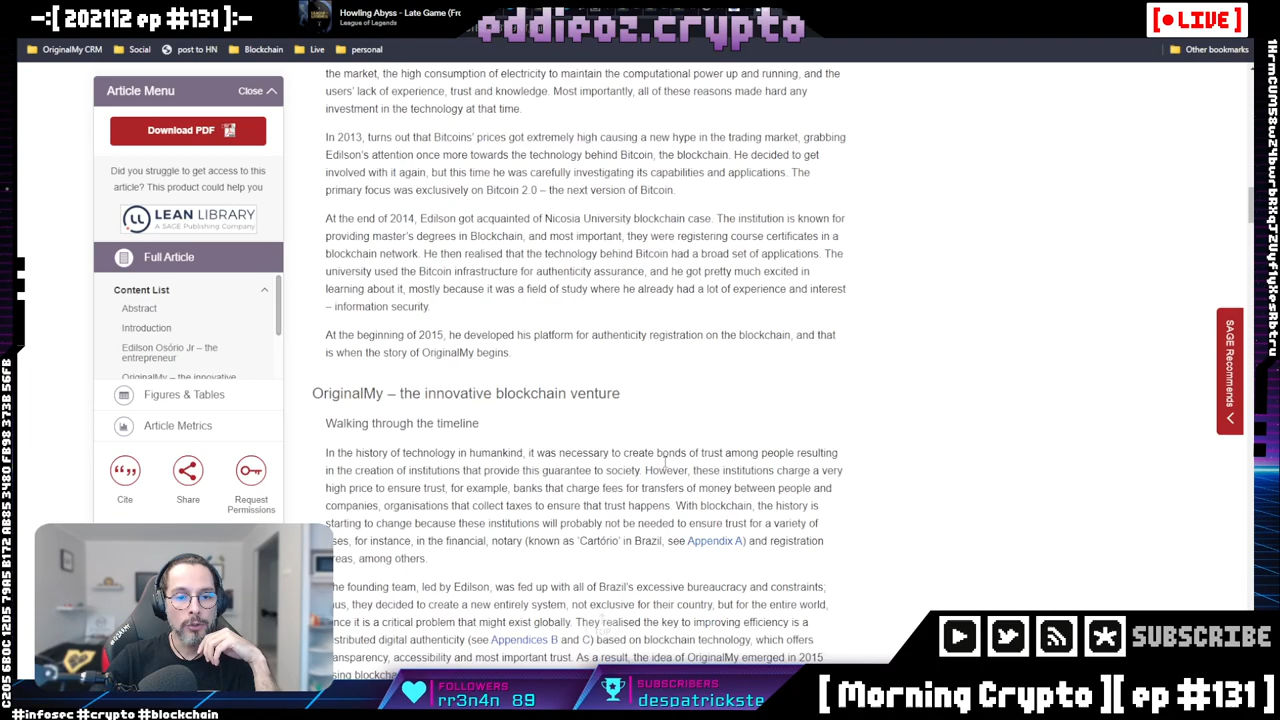 -:[ 202112 ep #131]:-
Howling Abyss - Late Game (Fr
League of Legends
eddieoz.crypto
[•LIVE]
OriginalMy CRM
Social
post to HN
Blockchain
Live
personal
Other bookmarks
Article Menu
Close
Download PDF
Did you struggle to get access to this
article? This product could help you
LEAN LIBRARY
A SAGE Publishing Company
Full Article
Content List
Abstract
Introduction
Edilson Osório Jr – the
entrepreneur
OriginalMy – the innovative
Figures & Tables
Article Metrics
Cite
Share
Request
Permissions
the market, the high consumption of electricity to maintain the computational power up and running, and the
users' lack of experience, trust and knowledge. Most importantly, all of these reasons made hard any
investment in the technology at that time.
In 2013, turns out that Bitcoins' prices got extremely high causing a new hype in the trading market, grabbing
Edilson's attention once more towards the technology behind Bitcoin, the blockchain. He decided to get
involved with it again, but this time he was carefully investigating its capabilities and applications. The
primary focus was exclusively on Bitcoin 2.0 – the next version of Bitcoin.
At the end of 2014, Edilson got acquainted of Nicosia University blockchain case. The institution is known for
providing master's degrees in Blockchain, and most important, they were registering course certificates in a
blockchain network. He then realised that the technology behind Bitcoin had a broad set of applications. The
university used the Bitcoin infrastructure for authenticity assurance, and he got pretty much excited in
learning about it, mostly because it was a field of study where he already had a lot of experience and interest
– information security.
At the beginning of 2015, he developed his platform for authenticity registration on the blockchain, and that
is when the story of OriginalMy begins.
OriginalMy – the innovative blockchain venture
Walking through the timeline
In the history of technology in humankind, it was necessary to create bonds of trust among people resulting
in the creation of institutions that provide this guarantee to society. However, these institutions charge a very
high price to ensure trust, for example, banks that charge fees for transfers of money between people and
companies, organisations that collect taxes to ensure that trust happens. With blockchain, the history is
starting to change because these institutions will probably not be needed to ensure trust for a variety of
ses, for instance, in the financial, notary (known as 'Cartório' in Brazil, see Appendix A) and registration
reas, among others.
he founding team, led by Edilson, was fed up with all of Brazil's excessive bureaucracy and constraints;
us, they decided to create a new entirely system, not exclusive for their country, but for the entire world,
nce it is a critical problem that might exist globally. They realised the key to improving efficiency is a
stributed digital authenticity (see Appendices B and C) based on blockchain technology, which offers
ansparency, accessibility and most important trust. As a result, the idea of OriginalMy emerged in 2015
sing blockch
SAGE Recommends
SUBSCRIBE
FOLLOWERS
rr3n4n 89
SUBSCRIBERS
despatrickste
[ Morning Crypto ][ ep #131 ]
#infosec #crypto #blockchain